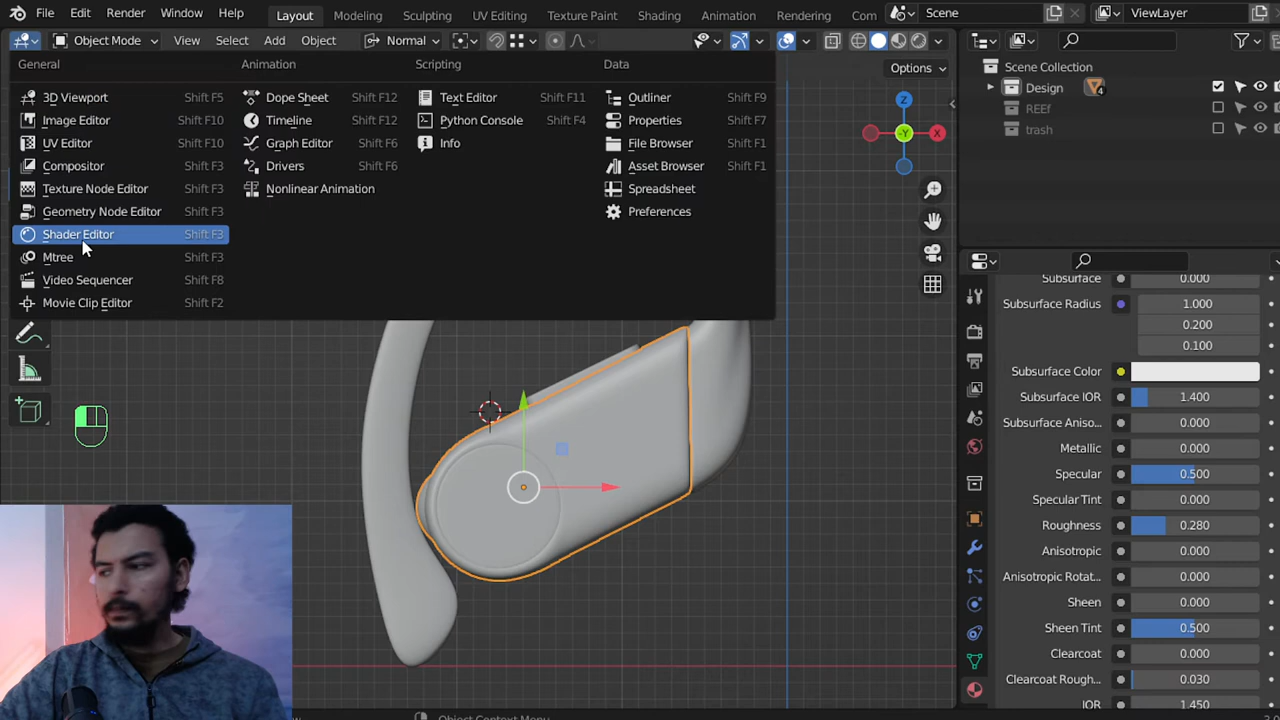 File Edit Render Window Help Layout Modeling Sculpting UV Editing Texture Paint Shading Animation Rendering Com Scene ViewLayer
Object Mode View Select Add Object Normal
Options
General Animation Scripting Data
3D Viewport Shift F5 Dope Sheet Shift F12 Text Editor Shift F11 Outliner Shift F9
Image Editor Shift F10 Timeline Shift F12 Python Console Shift F4 Properties Shift F7
UV Editor Shift F10 Graph Editor Shift F6 Info File Browser Shift F1
Compositor Shift F3 Drivers Shift F6 Asset Browser Shift F1
Texture Node Editor Shift F3 Nonlinear Animation Shift F6 Spreadsheet Shift F1
Geometry Node Editor Shift F3 Preferences
Shader Editor Shift F3
Mtree Shift F3
Video Sequencer Shift F8
Movie Clip Editor Shift F2
Z
-Y X
Scene Collection
Design 4
REEf
trash
Subsurface 0.000
Subsurface Radius 1.000
0.200
0.100
Subsurface Color
Subsurface IOR 1.400
Subsurface Aniso... 0.000
Metallic 0.000
Specular 0.500
Specular Tint 0.000
Roughness 0.280
Anisotropic 0.000
Anisotropic Rotat... 0.000
Sheen 0.000
Sheen Tint 0.500
Clearcoat 0.000
Clearcoat Rough... 0.030
IOR 1.450
Object Context Menu